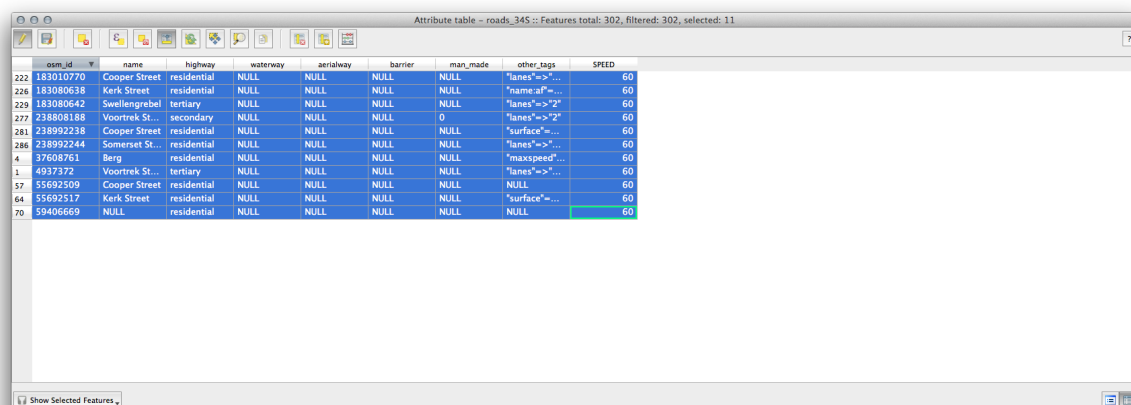 Attribute table - roads_34S :: Features total: 302, filtered: 302, selected: 11
?
osm_id name highway waterway aerialway barrier man_made other_tags SPEED
222 183010770 Cooper Street residential NULL NULL NULL NULL "lanes"=>"... 60
226 183080638 Kerk Street residential NULL NULL NULL NULL "name:af"=... 60
229 183080642 Swellengrebel tertiary NULL NULL NULL NULL "lanes"=>"2" 60
277 238808188 Voortrek St... secondary NULL NULL NULL 0 "lanes"=>"2" 60
281 238992238 Cooper Street residential NULL NULL NULL NULL "surface"=... 60
286 238992244 Somerset St... residential NULL NULL NULL NULL "lanes"=>"... 60
4 37608761 Berg residential NULL NULL NULL NULL "maxspeed"... 60
1 4937372 Voortrek St... tertiary NULL NULL NULL NULL "lanes"=>"... 60
57 55692509 Cooper Street residential NULL NULL NULL NULL NULL 60
64 55692517 Kerk Street residential NULL NULL NULL NULL "surface"=... 60
70 59406669 NULL residential NULL NULL NULL NULL NULL 60
Show Selected Features